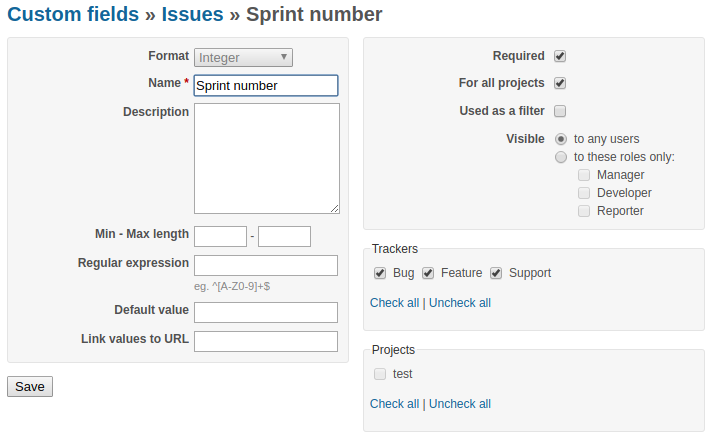 Custom fields » Issues » Sprint number
Format Integer
Name * Sprint number
Description
Min - Max length -
Regular expression
eg. ^[A-Z0-9]+$
Default value
Link values to URL
Save
Required
For all projects
Used as a filter
Visible to any users
to these roles only:
Manager
Developer
Reporter
Trackers
Bug Feature Support
Check all | Uncheck all
Projects
test
Check all | Uncheck all